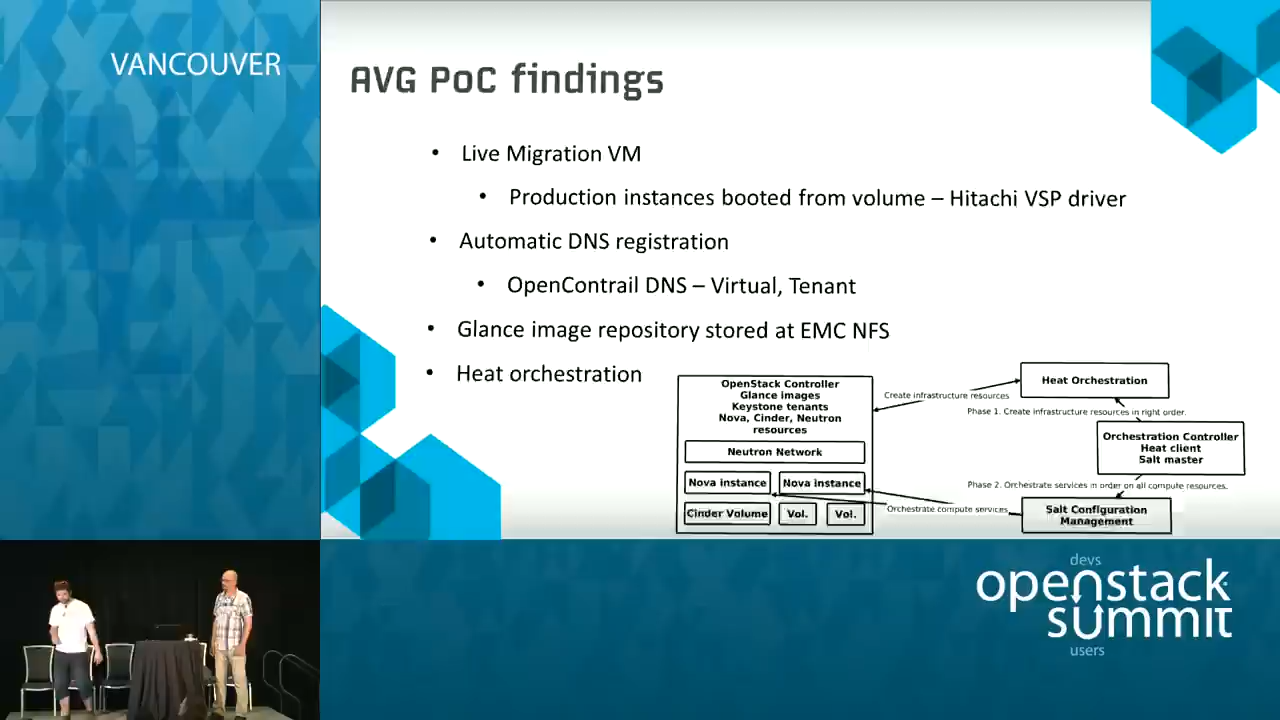 VANCOUVER
AVG PoC findings
• Live Migration VM
• Production instances booted from volume – Hitachi VSP driver
• Automatic DNS registration
• OpenContrail DNS – Virtual, Tenant
• Glance image repository stored at EMC NFS
• Heat orchestration
OpenStack Controller
Glance images
Keystone tenants
Nova, Cinder, Neutron
resources
Neutron Network
Nova instance
Nova instance
Cinder Volume
Vol.
Vol.
Create infrastructure resources
Heat Orchestration
Phase 1. Create infrastructure resources in right order.
Orchestration Controller
Heat client
Salt master
Phase 2. Orchestrate services in order on all compute resources.
Orchestrate compute services
Salt Configuration
Management
devs
openstack
summit
users